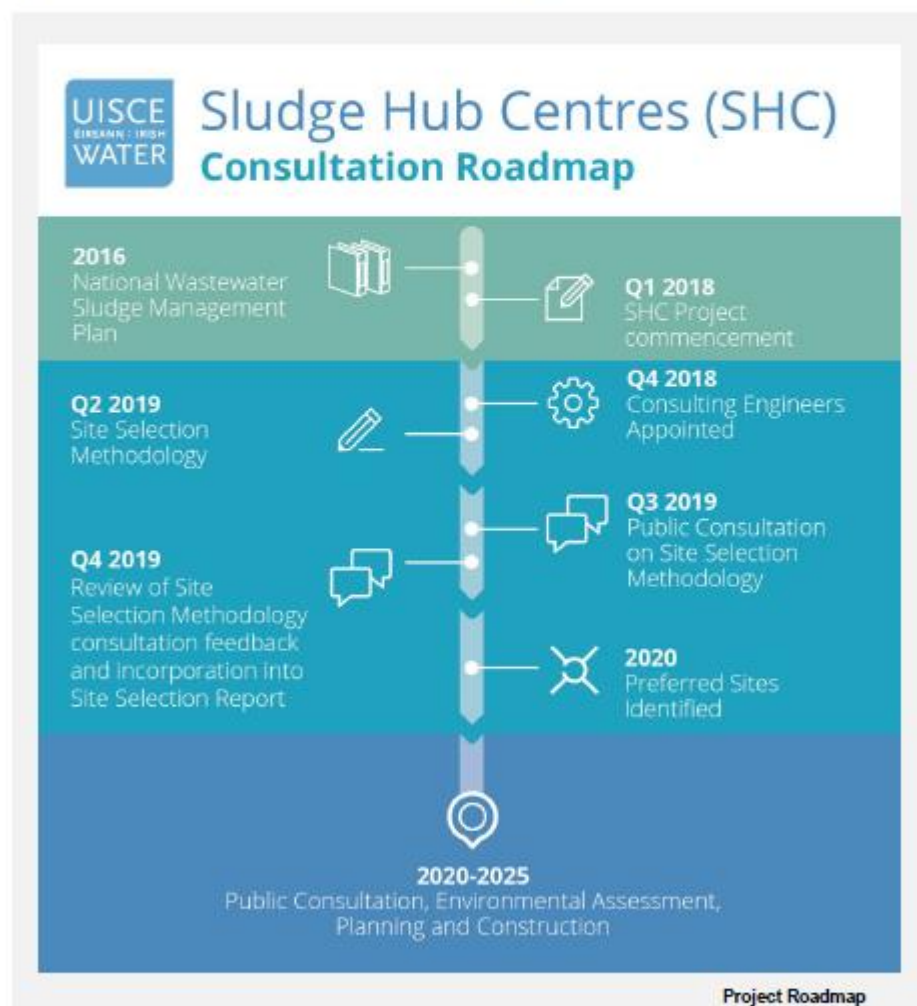 UISCE
ÉIREANN : IRISH
WATER
Sludge Hub Centres (SHC)
Consultation Roadmap
2016
National Wastewater
Sludge Management
Plan
Q1 2018
SHC Project
commencement
Q4 2018
Consulting Engineers
Appointed
Q2 2019
Site Selection
Methodology
Q3 2019
Public Consultation
on Site Selection
Methodology
Q4 2019
Review of Site
Selection Methodology
consultation feedback
and incorporation into
Site Selection Report
2020
Preferred Sites
Identified
2020-2025
Public Consultation, Environmental Assessment,
Planning and Construction
Project Roadmap